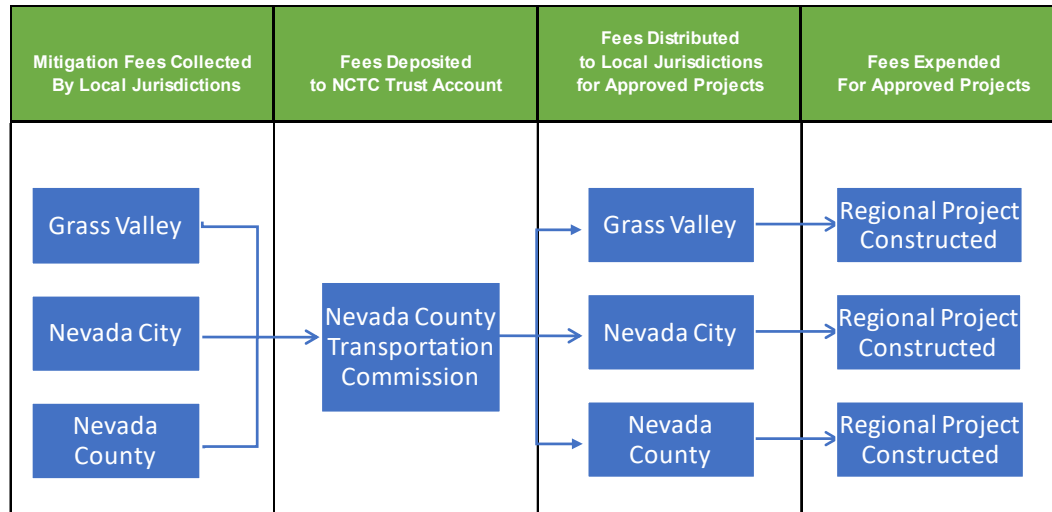 Mitigation Fees Collected
By Local Jurisdictions
Fees Deposited
to NCTC Trust Account
Fees Distributed
to Local Jurisdictions
for Approved Projects
Fees Expended
For Approved Projects
Grass Valley
Nevada City
Nevada
County
Nevada County
Transportation
Commission
Grass Valley
Nevada City
Nevada
County
Regional Project
Constructed
Regional Project
Constructed
Regional Project
Constructed